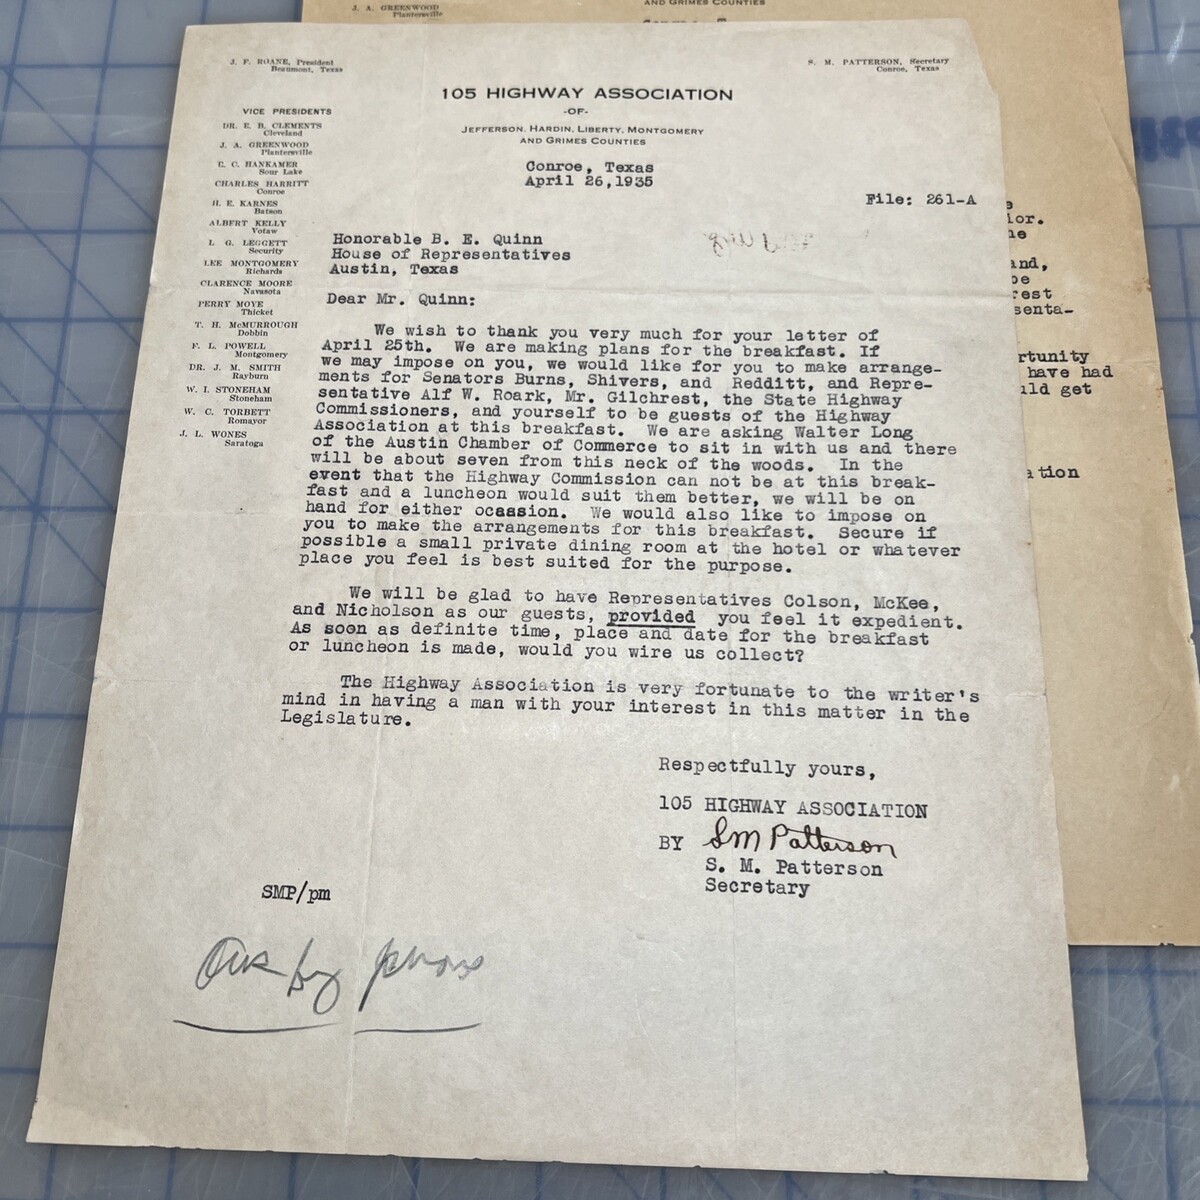 J. A. GREENWOOD
Plantersville
AND GRIMES COUNTIES
J. F. ROANE, President
Beaumont, Texas
S. M. PATTERSON, Secretary
Conroe, Texas
105 HIGHWAY ASSOCIATION
-OF-
JEFFERSON, HARDIN, LIBERTY, MONTGOMERY
AND GRIMES COUNTIES
VICE PRESIDENTS
DR. E. B. CLEMENTS
Cleveland
J. A. GREENWOOD
Plantersville
E. C. HANKAMER
Sour Lake
CHARLES HARRITT
Conroe
H. E. KARNES
Batson
ALBERT KELLY
Votaw
L. G. LEGGETT
Security
LEE MONTGOMERY
Richards
CLARENCE MOORE
Navasota
PERRY MOYE
Thicket
T. H. McMURROUGH
Dobbin
F. L. POWELL
Montgomery
DR. J. M. SMITH
Rayburn
W. I. STONEHAM
Stoneham
W. C. TORBETT
Romayor
J. L. WONES
Saratoga
Conroe, Texas
April 26,1935
File: 261-A
Honorable B. E. Quinn
House of Representatives
Austin, Texas
Dear Mr. Quinn:
We wish to thank you very much for your letter of
April 25th. We are making plans for the breakfast. If
we may impose on you, we would like for you to make arrange-
ments for Senators Burns, Shivers, and Redditt, and Repre-
sentative Alf W. Roark, Mr. Gilchrest, the State Highway
Commissioners, and yourself to be guests of the Highway
Association at this breakfast. We are asking Walter Long
of the Austin Chamber of Commerce to sit in with us and there
will be about seven from this neck of the woods. In the
event that the Highway Commission can not be at this break-
fast and a luncheon would suit them better, we will be on
hand for either ocassion. We would also like to impose on
you to make the arrangements for this breakfast. Secure if
possible a small private dining room at the hotel or whatever
place you feel is best suited for the purpose.
We will be glad to have Representatives Colson, McKee,
and Nicholson as our guests, provided you feel it expedient.
As soon as definite time, place and date for the breakfast
or luncheon is made, would you wire us collect?
The Highway Association is very fortunate to the writer's
mind in having a man with your interest in this matter in the
Legislature.
Respectfully yours,
105 HIGHWAY ASSOCIATION
BY SM Patterson
S. M. Patterson
Secretary
SMP/pm
Ans by phone
ior.
and,
rest
senta-
rtunity
have had
uld get
ation